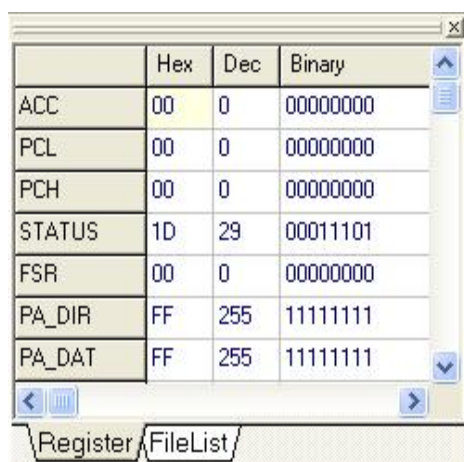 Hex Dec Binary
ACC 00 0 00000000
PCL 00 0 00000000
PCH 00 0 00000000
STATUS 1D 29 00011101
FSR 00 0 00000000
PA_DIR FF 255 11111111
PA_DAT FF 255 11111111
Register FileList